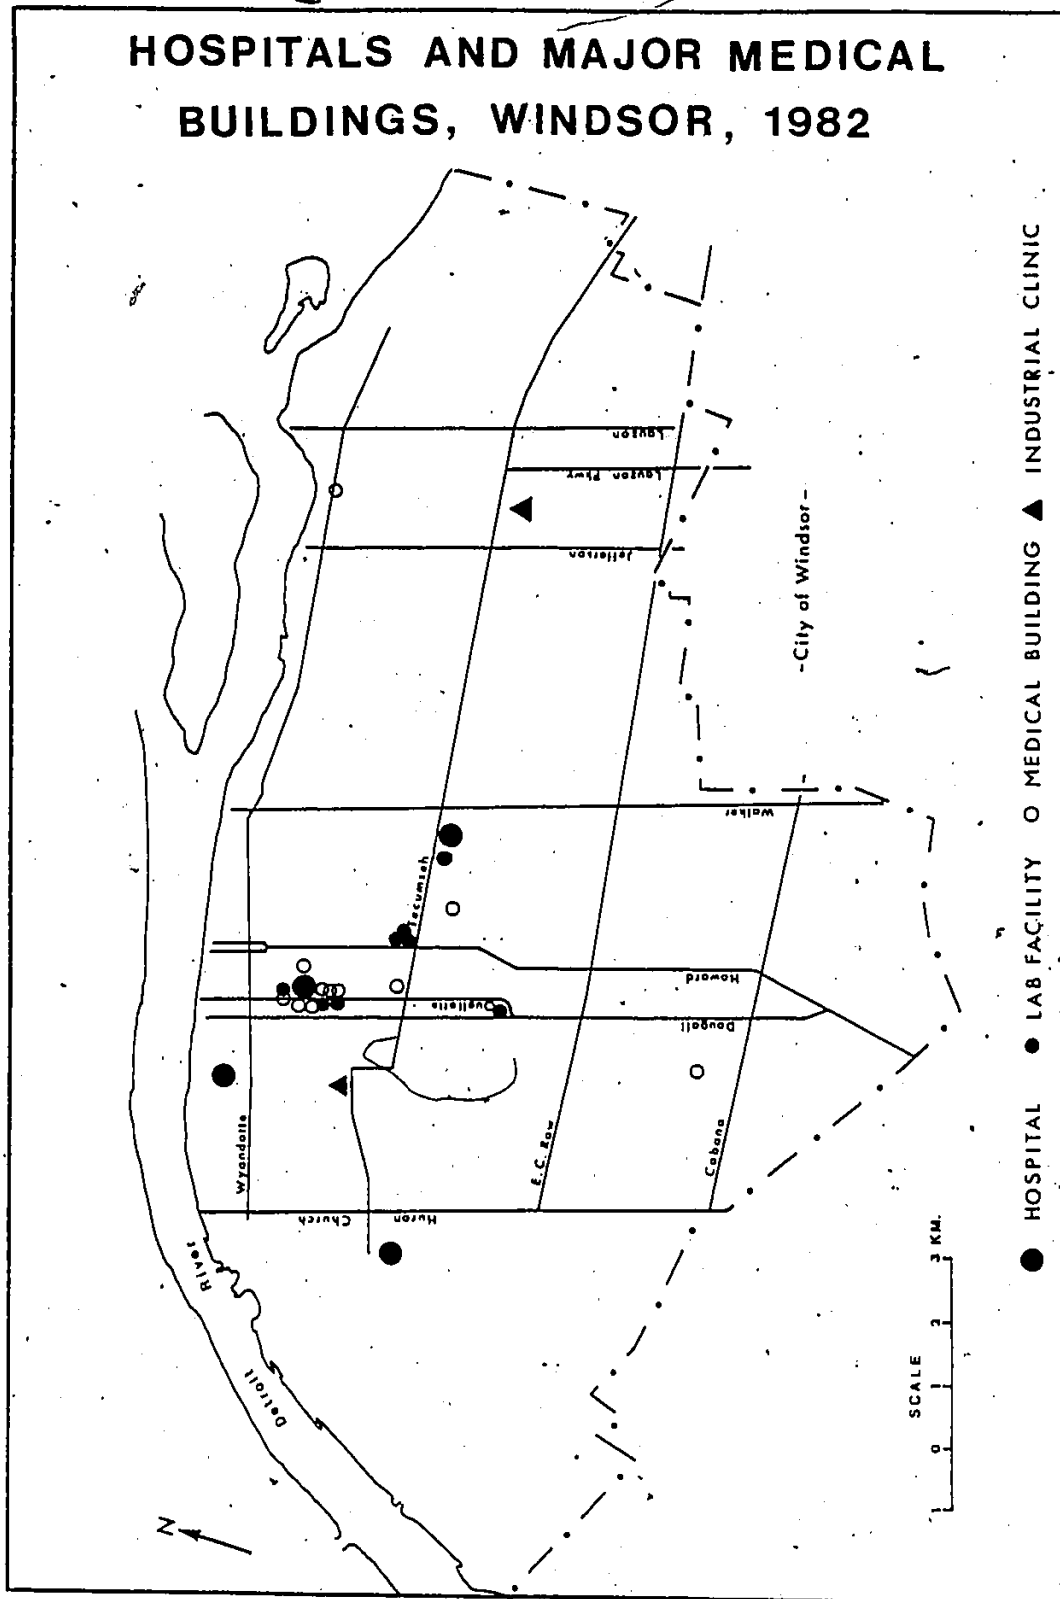 HOSPITALS AND MAJOR MEDICAL
BUILDINGS, WINDSOR, 1982
Lauzon
Lauzon Pkwy
Jefferson
-City of Windsor-
Walker
Tecumseh
Howard
Ouellette
Dougall
Wyandotte
E.C. Row
Cabana
Huron
Church
Detroit
River
N
SCALE
1 0 1 2 3 KM.
HOSPITAL
LAB FACILITY
O MEDICAL BUILDING
INDUSTRIAL CLINIC